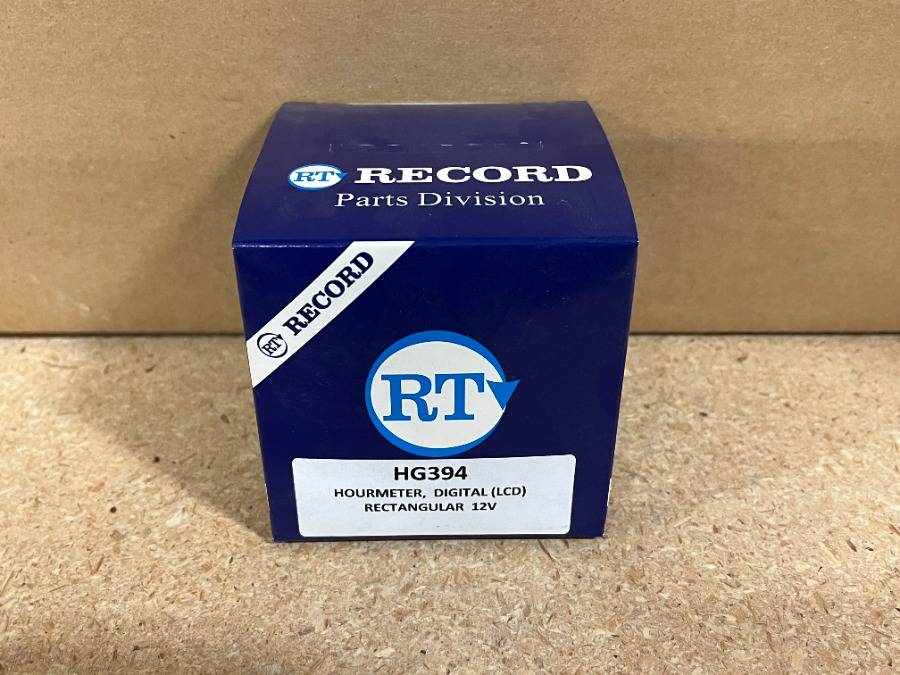 RT RECORD
Parts Division
RT RECORD
RT
HG394
HOURMETER, DIGITAL (LCD)
RECTANGULAR 12V